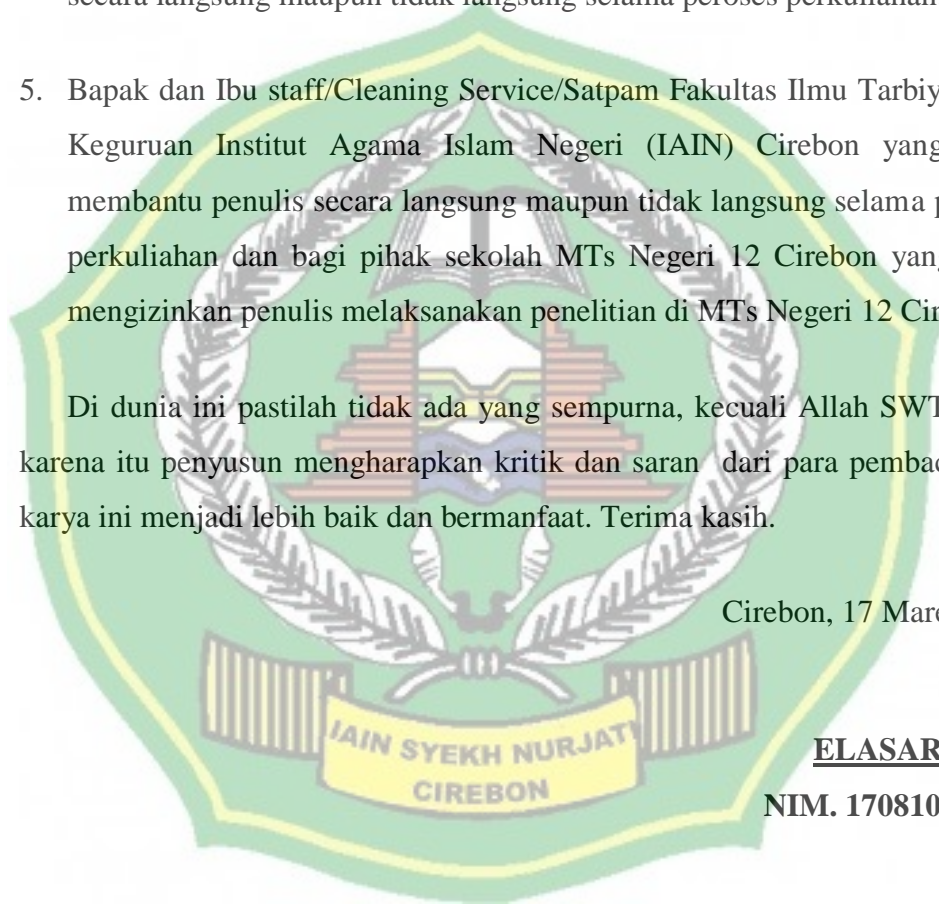 secara langsung maupun tidak langsung selama peroses perkuliahan
5. Bapak dan Ibu staff/Cleaning Service/Satpam Fakultas Ilmu Tarbiy
Keguruan Institut Agama Islam Negeri (IAIN) Cirebon yang
membantu penulis secara langsung maupun tidak langsung selama p
perkuliahan dan bagi pihak sekolah MTs Negeri 12 Cirebon yang
mengizinkan penulis melaksanakan penelitian di MTs Negeri 12 Cir
Di dunia ini pastilah tidak ada yang sempurna, kecuali Allah SWT
karena itu penyusun mengharapkan kritik dan saran dari para pembac
karya ini menjadi lebih baik dan bermanfaat. Terima kasih.
Cirebon, 17 Mare
IAIN SYEKH NURJATI
CIREBON
ELASAR
NIM. 170810